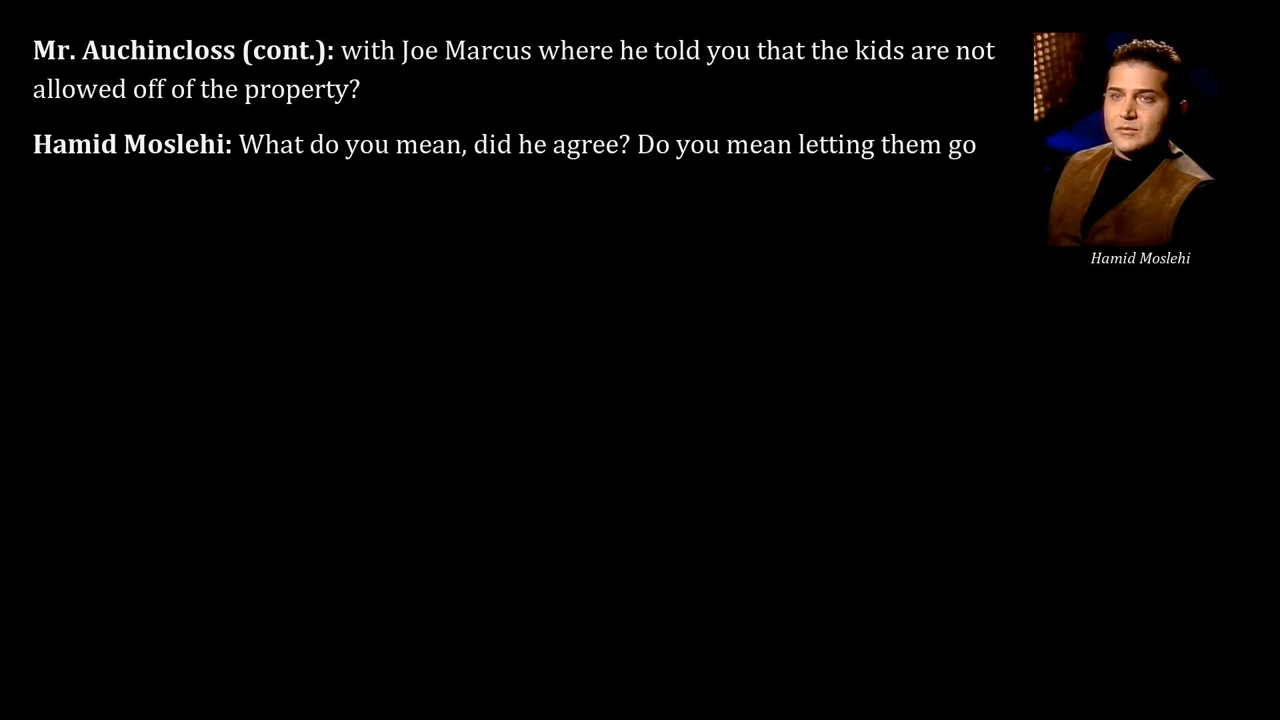 Mr. Auchincloss (cont.): with Joe Marcus where he told you that the kids are not
allowed off of the property?
Hamid Moslehi: What do you mean, did he agree? Do you mean letting them go
Hamid Moslehi